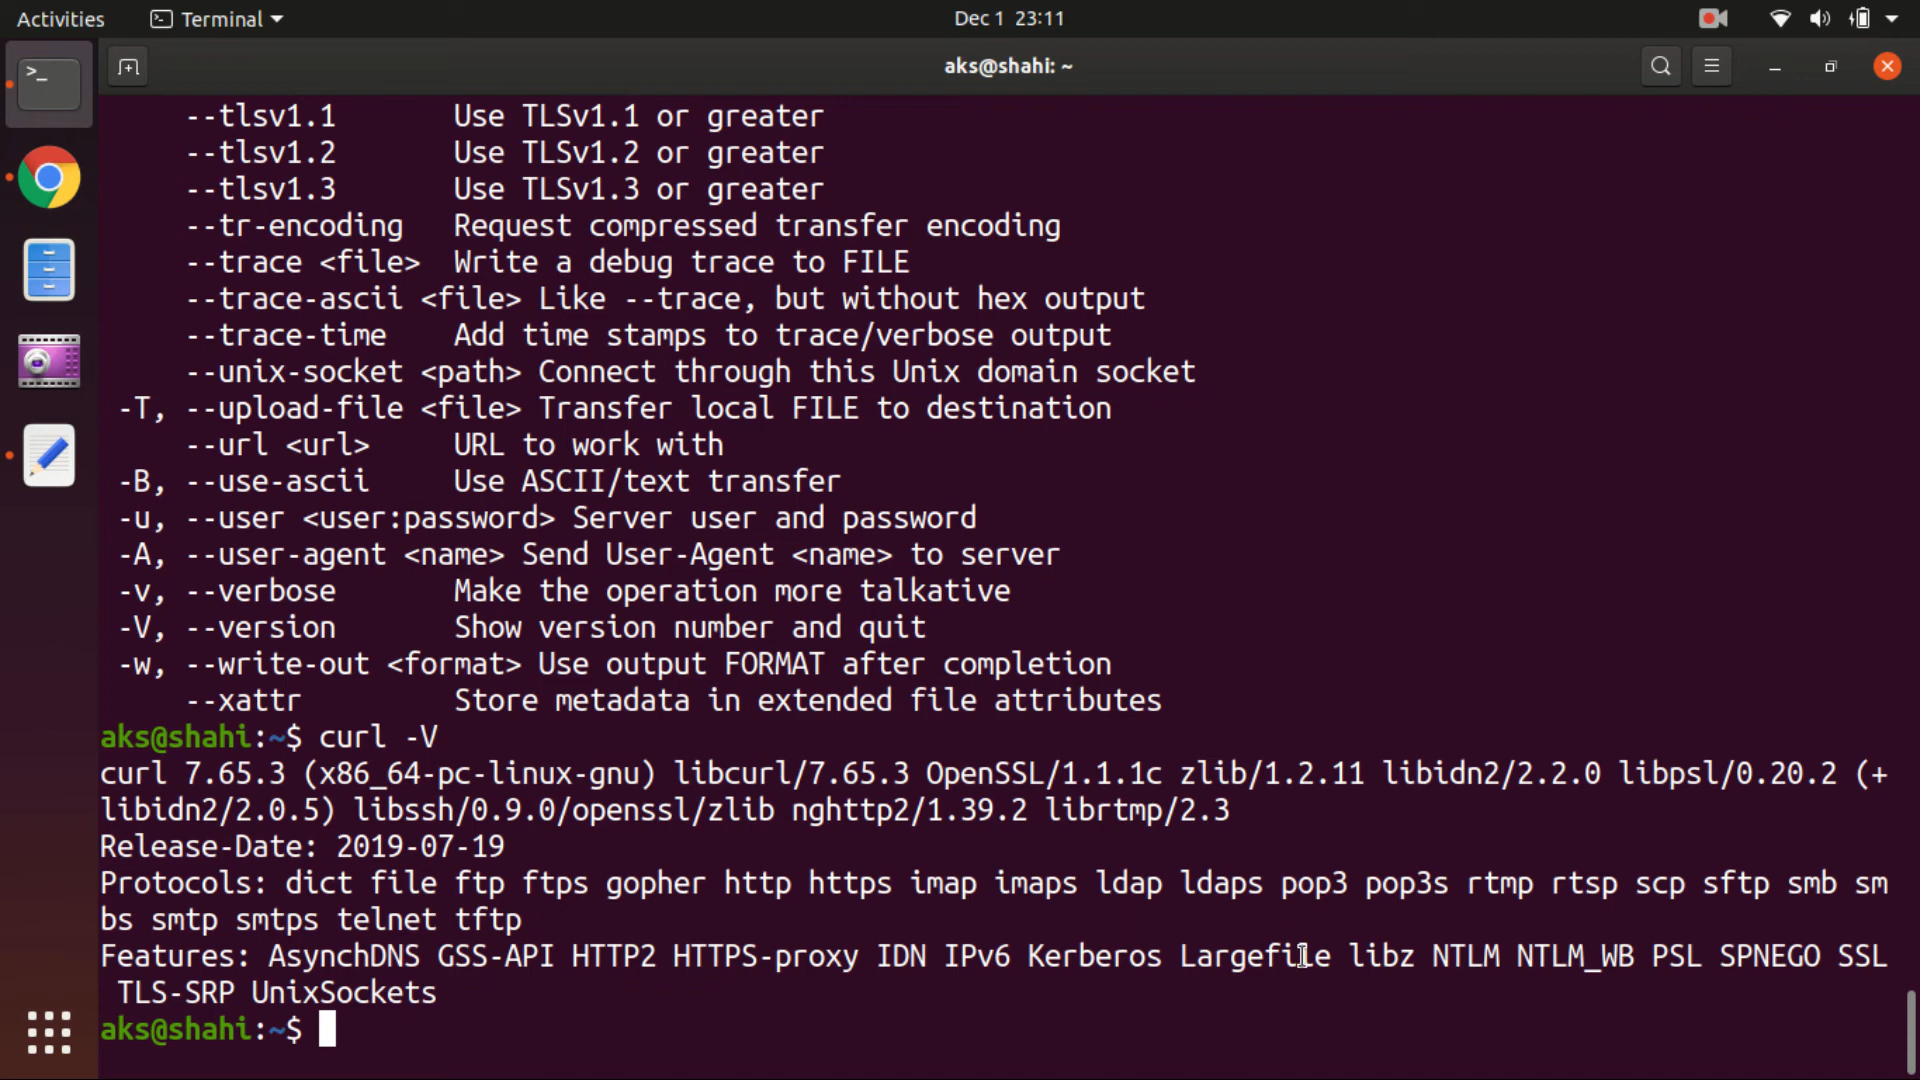 Activities Terminal Dec 1 23:11
aks@shahi: ~
--tlsv1.1 Use TLSv1.1 or greater
--tlsv1.2 Use TLSv1.2 or greater
--tlsv1.3 Use TLSv1.3 or greater
--tr-encoding Request compressed transfer encoding
--trace <file> Write a debug trace to FILE
--trace-ascii <file> Like --trace, but without hex output
--trace-time Add time stamps to trace/verbose output
--unix-socket <path> Connect through this Unix domain socket
-T, --upload-file <file> Transfer local FILE to destination
--url <url> URL to work with
-B, --use-ascii Use ASCII/text transfer
-u, --user <user:password> Server user and password
-A, --user-agent <name> Send User-Agent <name> to server
-v, --verbose Make the operation more talkative
-V, --version Show version number and quit
-w, --write-out <format> Use output FORMAT after completion
--xattr Store metadata in extended file attributes
aks@shahi:~$ curl -V
curl 7.65.3 (x86_64-pc-linux-gnu) libcurl/7.65.3 OpenSSL/1.1.1c zlib/1.2.11 libidn2/2.2.0 libpsl/0.20.2 (+
libidn2/2.0.5) libssh/0.9.0/openssl/zlib nghttp2/1.39.2 librtmp/2.3
Release-Date: 2019-07-19
Protocols: dict file ftp ftps gopher http https imap imaps ldap ldaps pop3 pop3s rtmp rtsp scp sftp smb sm
bs smtp smtps telnet tftp
Features: AsynchDNS GSS-API HTTP2 HTTPS-proxy IDN IPv6 Kerberos Largefile libz NTLM NTLM_WB PSL SPNEGO SSL
TLS-SRP UnixSockets
aks@shahi:~$